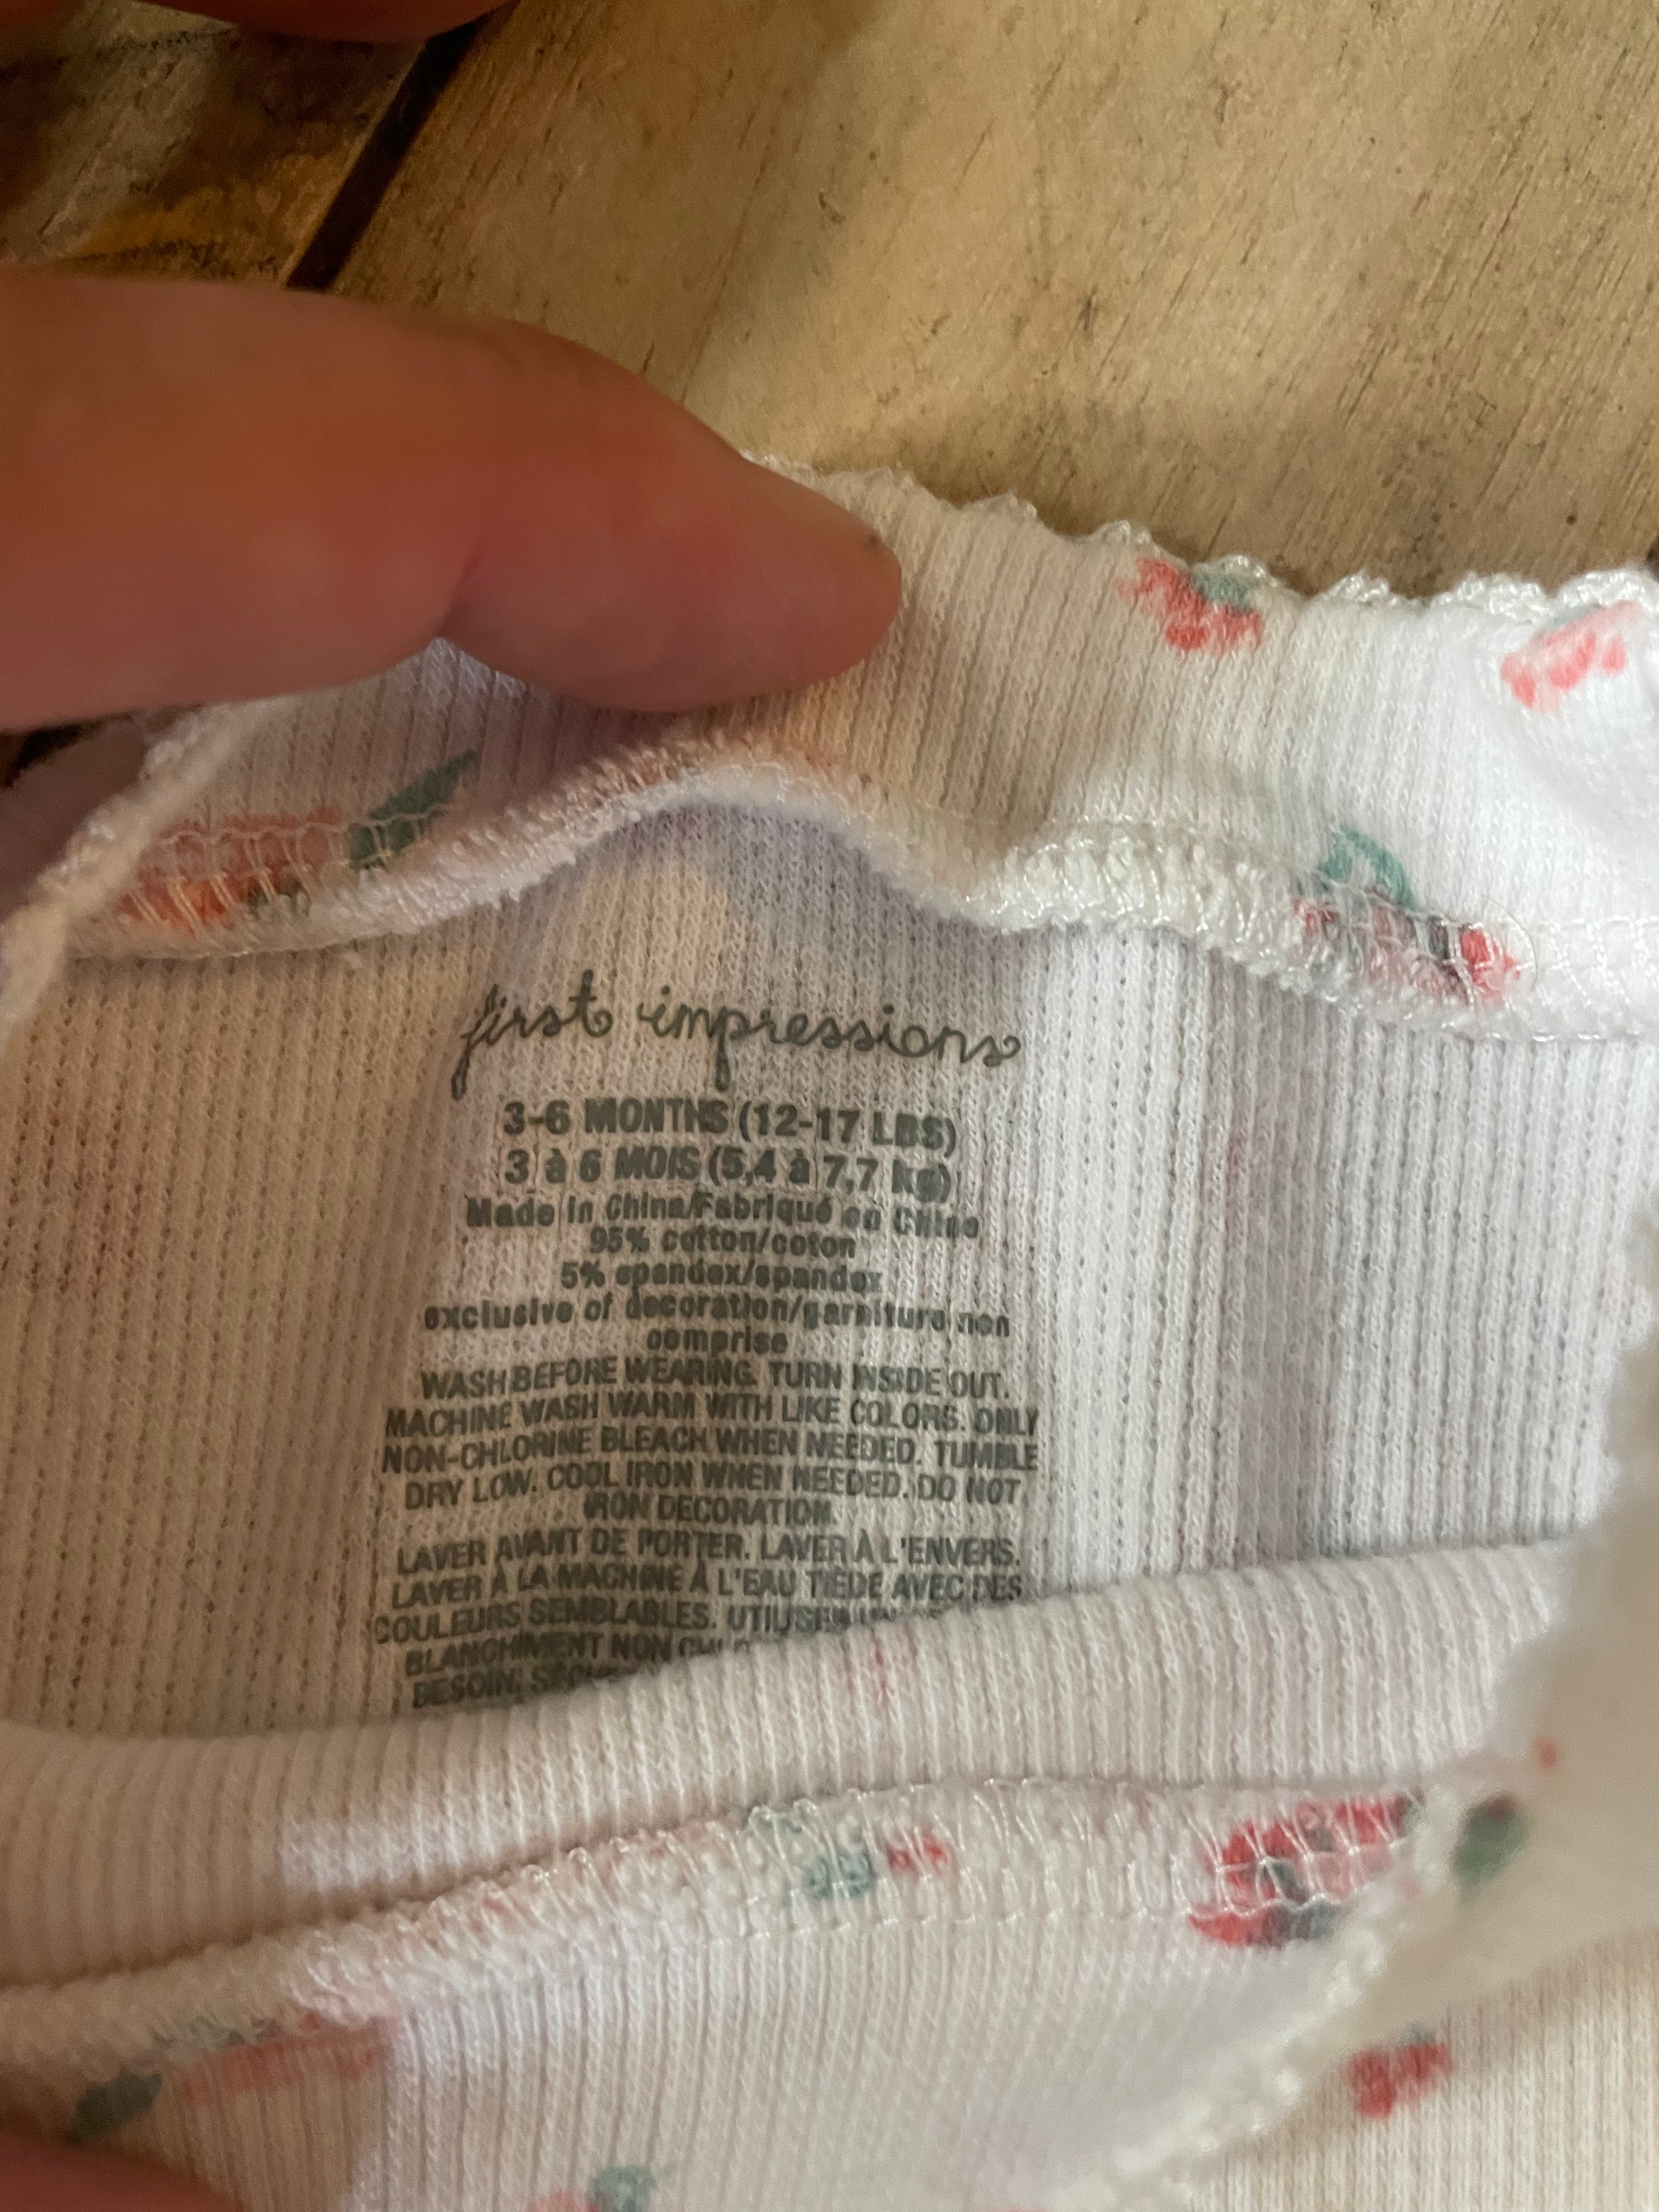 first impressions
3-6 MONTHS (12-17 LBS)
3 à 6 MOIS (5,4 à 7,7 kg)
Made in China/Fabriqué en Chine
95% cotton/coton
5% spandex/spandex
exclusive of decoration/garniture non
comprise
WASH BEFORE WEARING. TURN INSIDE OUT.
MACHINE WASH WARM WITH LIKE COLORS. ONLY
NON-CHLORINE BLEACH WHEN NEEDED. TUMBLE
DRY LOW. COOL IRON WHEN NEEDED. DO NOT
IRON DECORATION.
LAVER AVANT DE PORTER. LAVER À L'ENVERS.
LAVER À LA MACHINE À L'EAU TIÈDE AVEC DES
COULEURS SEMBLABLES. UTILISER UN
BLANCHIMENT NON
BESOIN.